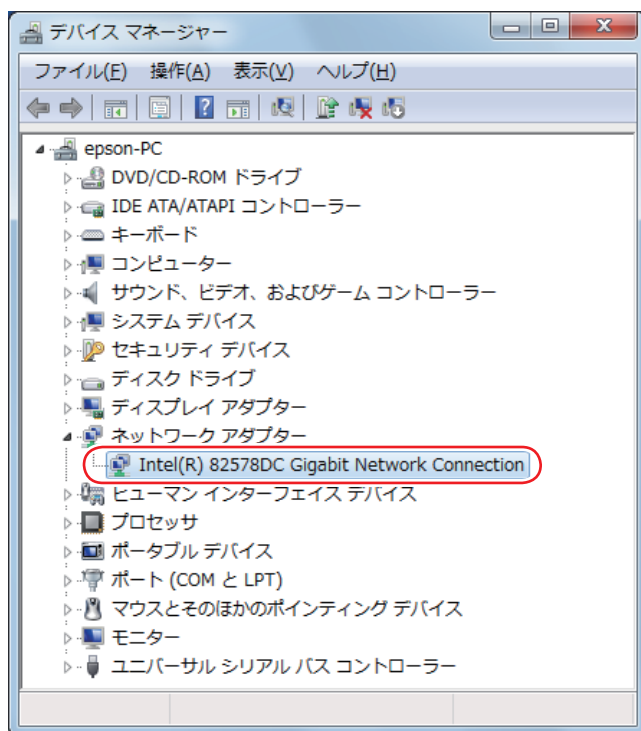 デバイス マネージャー
ファイル(F) 操作(A) 表示(V) ヘルプ(H)
epson-PC
DVD/CD-ROM ドライブ
IDE ATA/ATAPI コントローラー
キーボード
コンピューター
サウンド、ビデオ、およびゲーム コントローラー
システム デバイス
セキュリティ デバイス
ディスク ドライブ
ディスプレイ アダプター
ネットワーク アダプター
Intel(R) 82578DC Gigabit Network Connection
ヒューマン インターフェイス デバイス
プロセッサ
ポータブル デバイス
ポート (COM と LPT)
マウスとそのほかのポインティング デバイス
モニター
ユニバーサル シリアル バス コントローラー